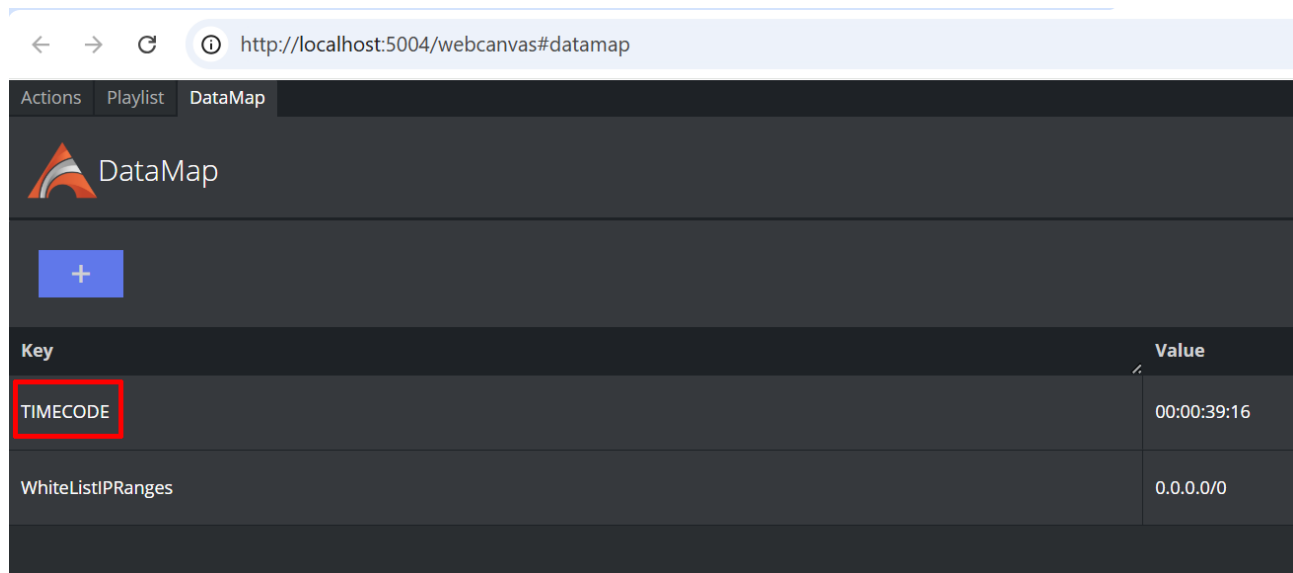 http://localhost:5004/webcanvas#datamap
Actions Playlist DataMap
DataMap
+
Key Value
TIMECODE 00:00:39:16
WhiteListIPRanges 0.0.0.0/0